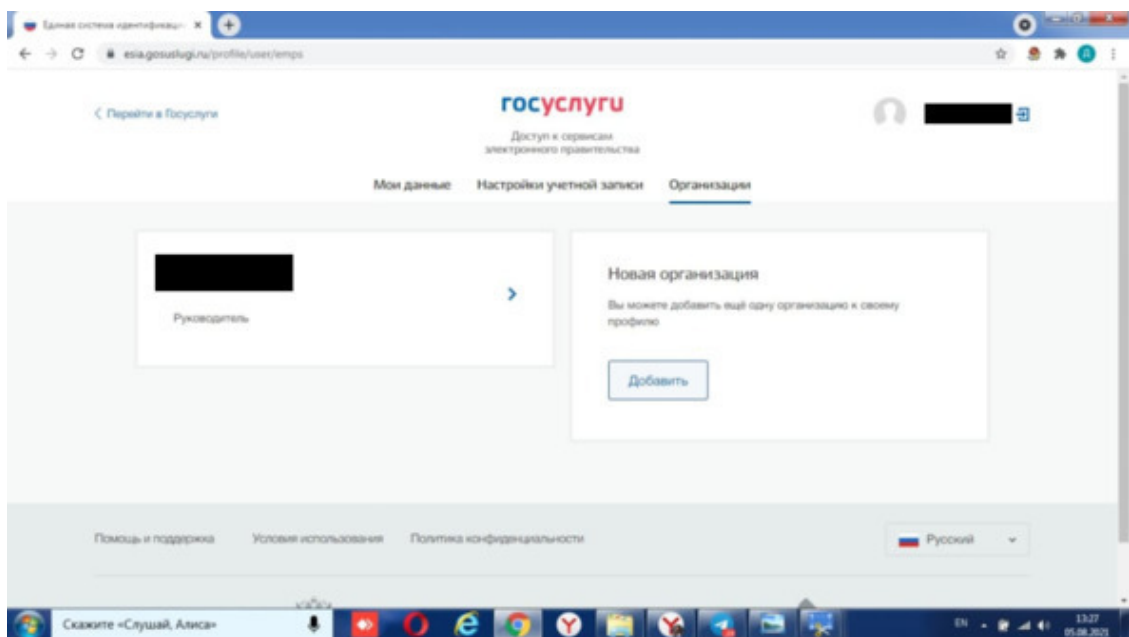 Единая система идентификаци
esia.gosuslugi.ru/profile/user/emps
Д
Перейти в Госуслуги
госуслуги
Доступ к сервисам
электронного правительства
Мои данные Настройки учетной записи Организации
Руководитель
Новая организация
Вы можете добавить ещё одну организацию к своему
профилю
Добавить
Помощь и поддержка Условия использования Политика конфиденциальности
Русский
Скажите «Слушай, Алиса»
EN
13:27
05.08.2021